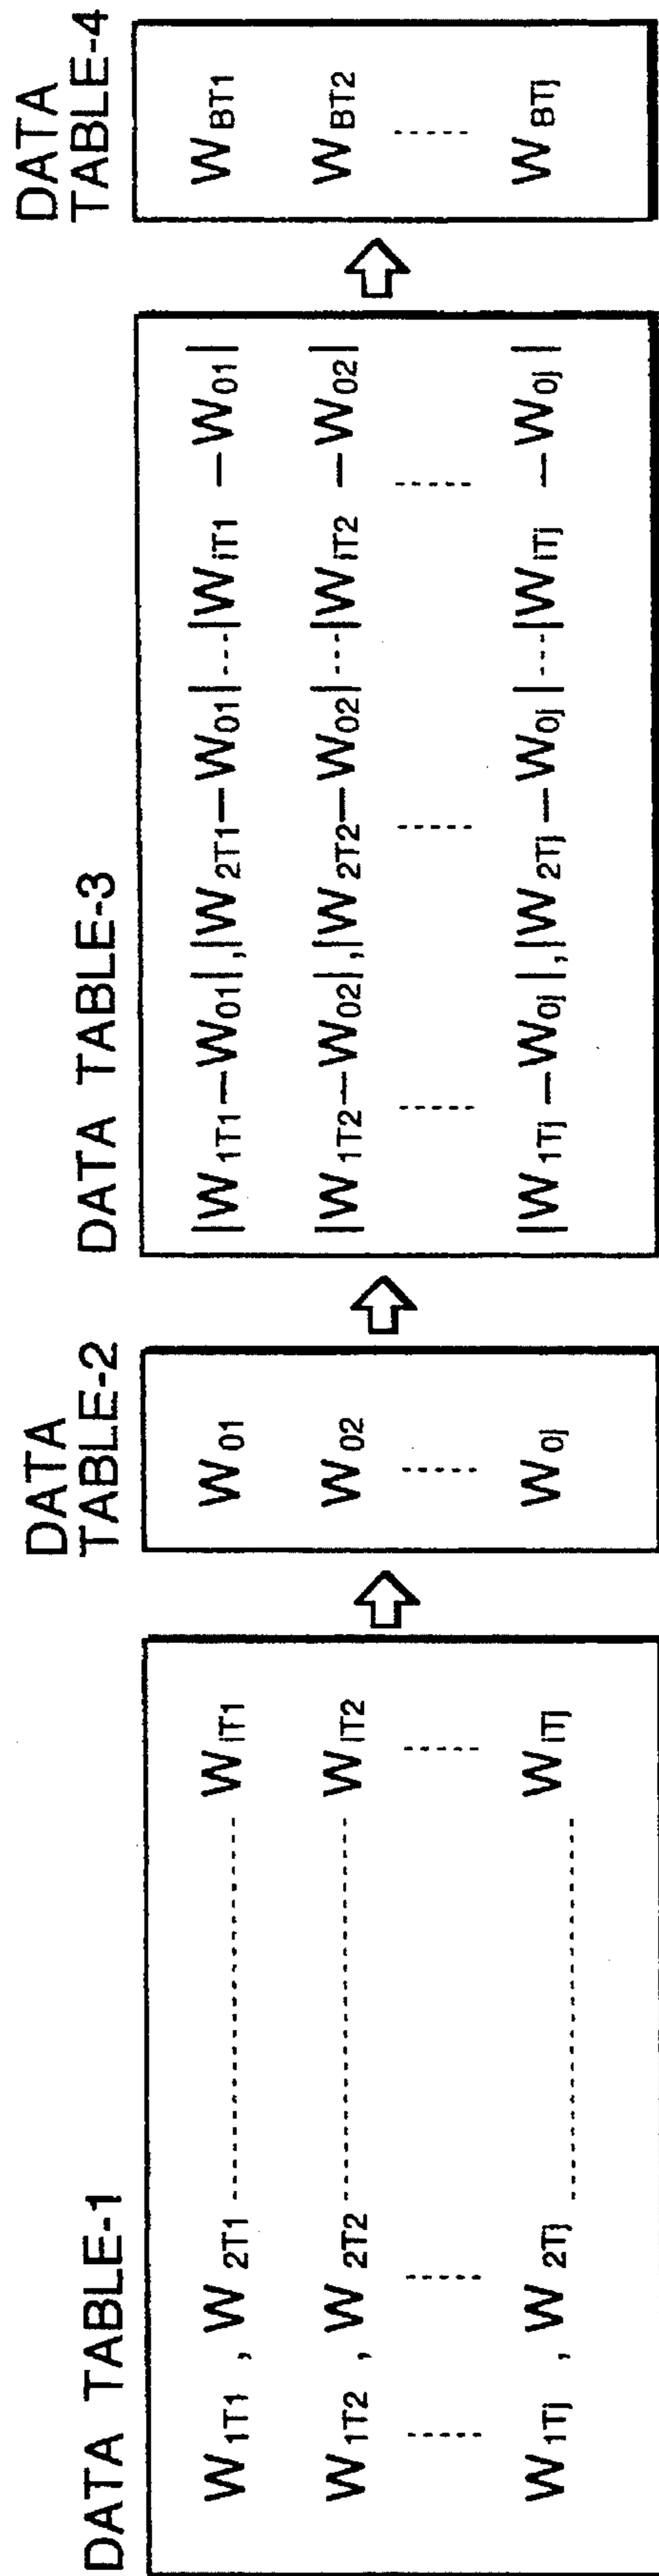 DATA TABLE-1
W1T1 , W2T1 ---------- WiT1
W1T2 , W2T2 ---------- WiT2
W1Tj , W2Tj ---------- WiTj
DATA
TABLE-2
W01
W02
W0j
DATA TABLE-3
|W1T1—W01|,|W2T1—W01|---|WiT1 —W01|
|W1T2—W02|,|W2T2—W02|---|WiT2 —W02|
|W1Tj —W0j|,|W2Tj —W0j|---|WiTj —W0j|
DATA
TABLE-4
WBT1
WBT2
WBTj